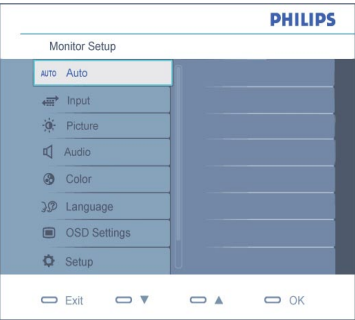 PHILIPS
Monitor Setup
AUTO Auto
Input
Picture
Audio
Color
Language
OSD Settings
Setup
Exit ▼ ▲ OK